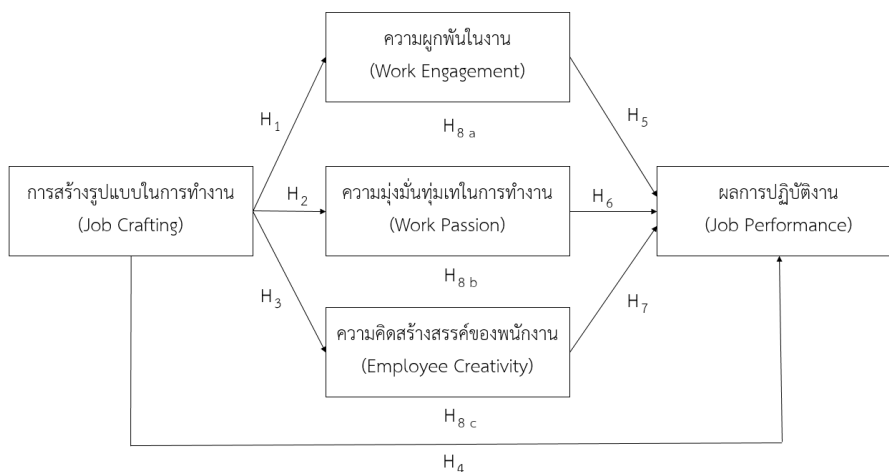 ความผูกพันในงาน
(Work Engagement)
H1
H8 a
H5
การสร้างรูปแบบในการทำงาน
(Job Crafting)
H2
ความมุ่งมั่นทุ่มเทในการทำงาน
(Work Passion)
H6
ผลการปฏิบัติงาน
(Job Performance)
H8 b
H3
H7
ความคิดสร้างสรรค์ของพนักงาน
(Employee Creativity)
H8 c
H4